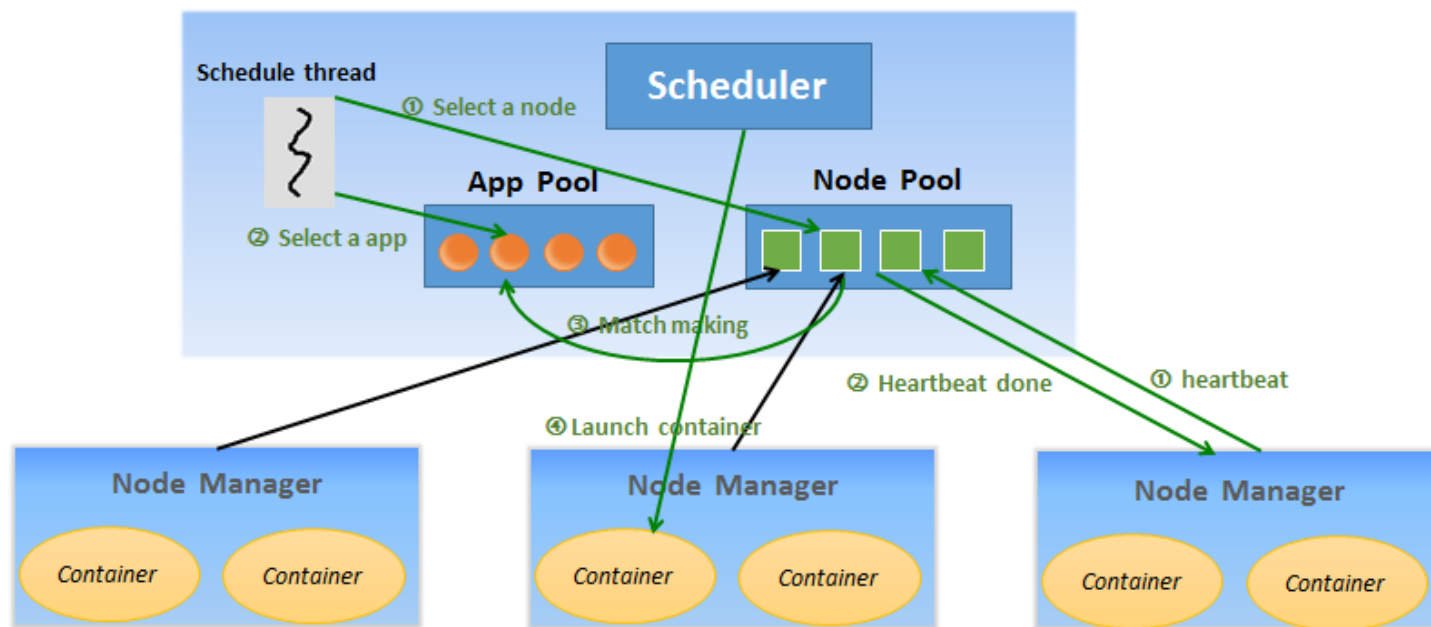 Schedule thread
Scheduler
① Select a node
App Pool
Node Pool
② Select a app
③ Match making
② Heartbeat done
① heartbeat
④ Launch container
Node Manager
Node Manager
Node Manager
Container
Container
Container
Container
Container
Container